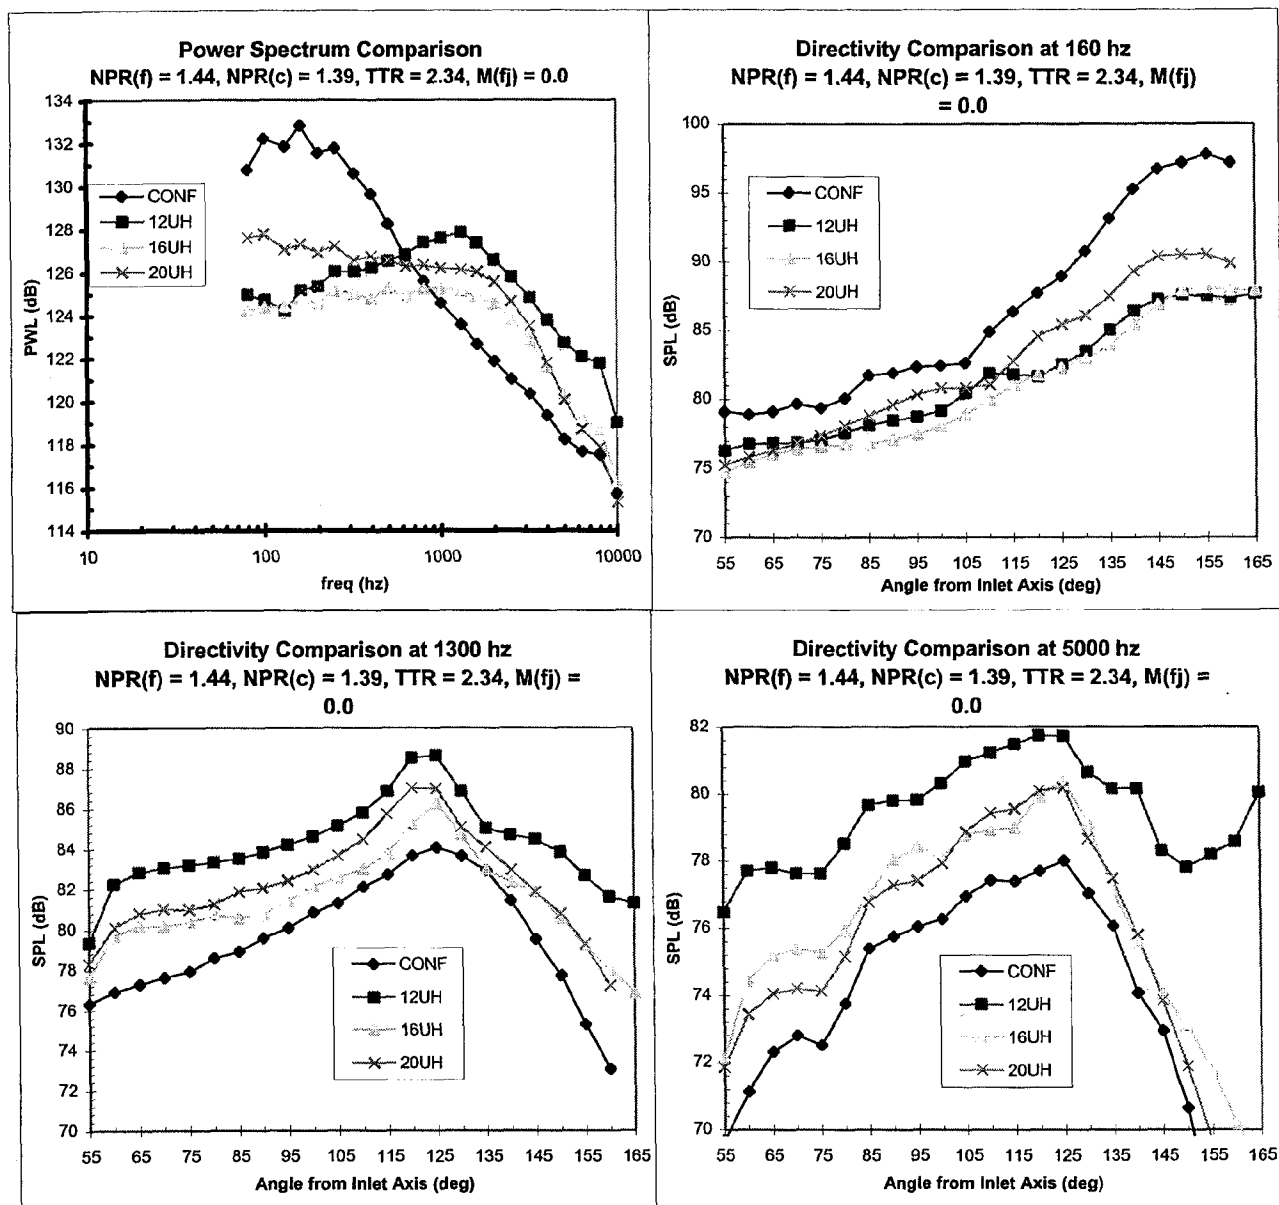 Power Spectrum Comparison
NPR(f) = 1.44, NPR(c) = 1.39, TTR = 2.34, M(fj) = 0.0
134
132
130
128
126
124
122
120
118
116
114
PWL (dB)
CONF
12UH
16UH
20UH
10
100
1000
10000
freq (hz)
Directivity Comparison at 160 hz
NPR(f) = 1.44, NPR(c) = 1.39, TTR = 2.34, M(fj)
= 0.0
100
95
90
85
80
75
70
SPL (dB)
CONF
12UH
16UH
20UH
55 65 75 85 95 105 115 125 135 145 155 165
Angle from Inlet Axis (deg)
Directivity Comparison at 1300 hz
NPR(f) = 1.44, NPR(c) = 1.39, TTR = 2.34, M(fj) =
0.0
90
88
86
84
82
80
78
76
74
72
70
SPL (dB)
CONF
12UH
16UH
20UH
55 65 75 85 95 105 115 125 135 145 155 165
Angle from Inlet Axis (deg)
Directivity Comparison at 5000 hz
NPR(f) = 1.44, NPR(c) = 1.39, TTR = 2.34, M(fj) =
0.0
82
80
78
76
74
72
70
SPL (dB)
CONF
12UH
16UH
20UH
55 65 75 85 95 105 115 125 135 145 155 165
Angle from Inlet Axis (deg)